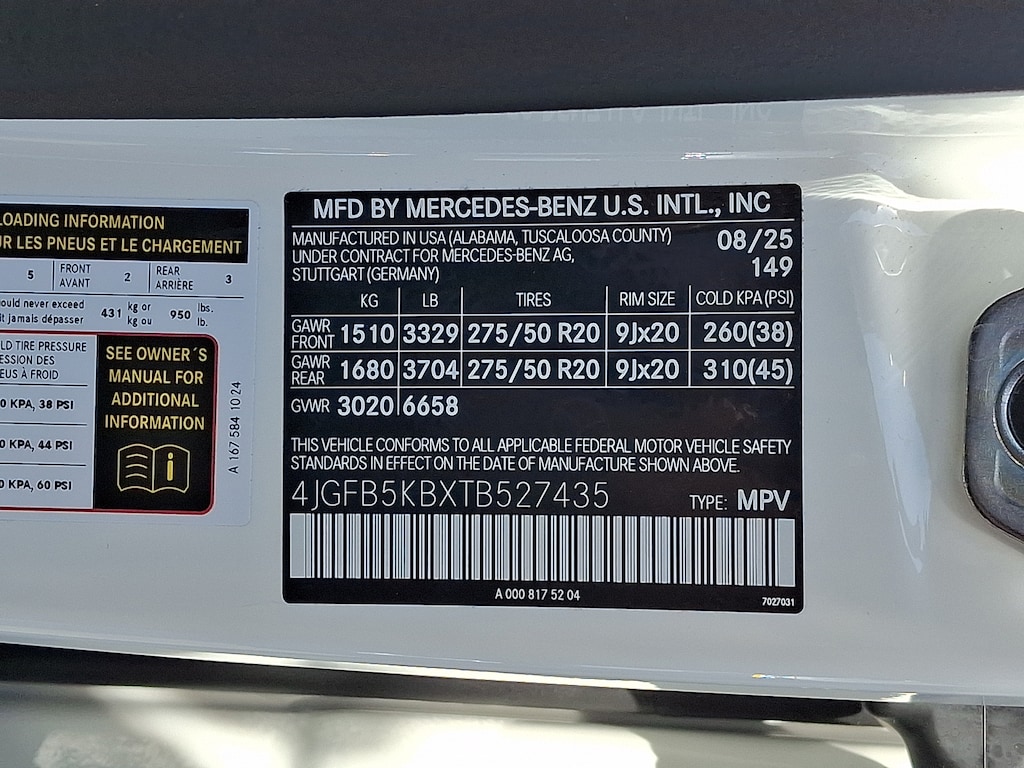 LOADING INFORMATION
UR LES PNEUS ET LE CHARGEMENT
5 FRONT AVANT 2 REAR ARRIÈRE 3
ould never exceed
it jamais dépasser
431 kg or kg ou 950 lbs. lb.
LD TIRE PRESSURE
ESSION DES
EUS À FROID
0 KPA, 38 PSI
0 KPA, 44 PSI
0 KPA, 60 PSI
SEE OWNER´S
MANUAL FOR
ADDITIONAL
INFORMATION
A 167 584 10 24
MFD BY MERCEDES-BENZ U.S. INTL., INC
MANUFACTURED IN USA (ALABAMA, TUSCALOOSA COUNTY)
UNDER CONTRACT FOR MERCEDES-BENZ AG,
STUTTGART (GERMANY)
08/25
149
KG LB TIRES RIM SIZE COLD KPA (PSI)
GAWR FRONT 1510 3329 275/50 R20 9Jx20 260(38)
GAWR REAR 1680 3704 275/50 R20 9Jx20 310(45)
GVWR 3020 6658
THIS VEHICLE CONFORMS TO ALL APPLICABLE FEDERAL MOTOR VEHICLE SAFETY
STANDARDS IN EFFECT ON THE DATE OF MANUFACTURE SHOWN ABOVE.
4JGFB5KBXTB527435 TYPE: MPV
A 000 817 52 04
7027031